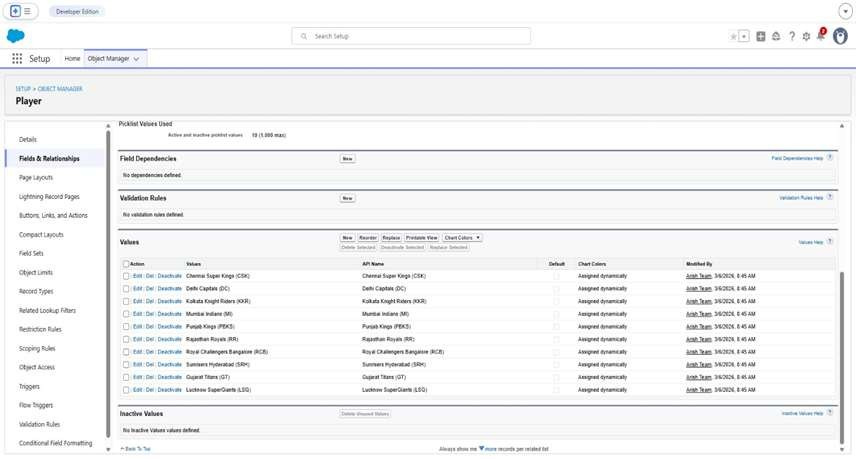 Developer Edition
Search Setup
2
Setup Home Object Manager
SETUP > OBJECT MANAGER
Player
Details
Fields & Relationships
Page Layouts
Lightning Record Pages
Buttons, Links, and Actions
Compact Layouts
Field Sets
Object Limits
Record Types
Related Lookup Filters
Restriction Rules
Scoping Rules
Object Access
Triggers
Flow Triggers
Validation Rules
Conditional Field Formatting
Picklist Values Used
Active and inactive picklist values 10 (1,000 max)
Field Dependencies New Field Dependencies Help ?
No dependencies defined.
Validation Rules New Validation Rules Help ?
No validation rules defined.
Values New Reorder Replace Printable View Chart Colors Values Help ?
Delete Selected Deactivate Selected Replace Selected
Action Values API Name Default Chart Colors Modified By
Edit | Del | Deactivate Chennai Super Kings (CSK) Chennai Super Kings (CSK) Assigned dynamically Arish Team, 3/6/2026, 8:45 AM
Edit | Del | Deactivate Delhi Capitals (DC) Delhi Capitals (DC) Assigned dynamically Arish Team, 3/6/2026, 8:45 AM
Edit | Del | Deactivate Kolkata Knight Riders (KKR) Kolkata Knight Riders (KKR) Assigned dynamically Arish Team, 3/6/2026, 8:45 AM
Edit | Del | Deactivate Mumbai Indians (MI) Mumbai Indians (MI) Assigned dynamically Arish Team, 3/6/2026, 8:45 AM
Edit | Del | Deactivate Punjab Kings (PBKS) Punjab Kings (PBKS) Assigned dynamically Arish Team, 3/6/2026, 8:45 AM
Edit | Del | Deactivate Rajasthan Royals (RR) Rajasthan Royals (RR) Assigned dynamically Arish Team, 3/6/2026, 8:45 AM
Edit | Del | Deactivate Royal Challengers Bangalore (RCB) Royal Challengers Bangalore (RCB) Assigned dynamically Arish Team, 3/6/2026, 8:45 AM
Edit | Del | Deactivate Sunrisers Hyderabad (SRH) Sunrisers Hyderabad (SRH) Assigned dynamically Arish Team, 3/6/2026, 8:45 AM
Edit | Del | Deactivate Gujarat Titans (GT) Gujarat Titans (GT) Assigned dynamically Arish Team, 3/6/2026, 8:45 AM
Edit | Del | Deactivate Lucknow SuperGiants (LSG) Lucknow SuperGiants (LSG) Assigned dynamically Arish Team, 3/6/2026, 8:45 AM
Inactive Values Delete Unused Values Inactive Values Help ?
No Inactive Values values defined.
^ Back To Top Always show me more records per related list